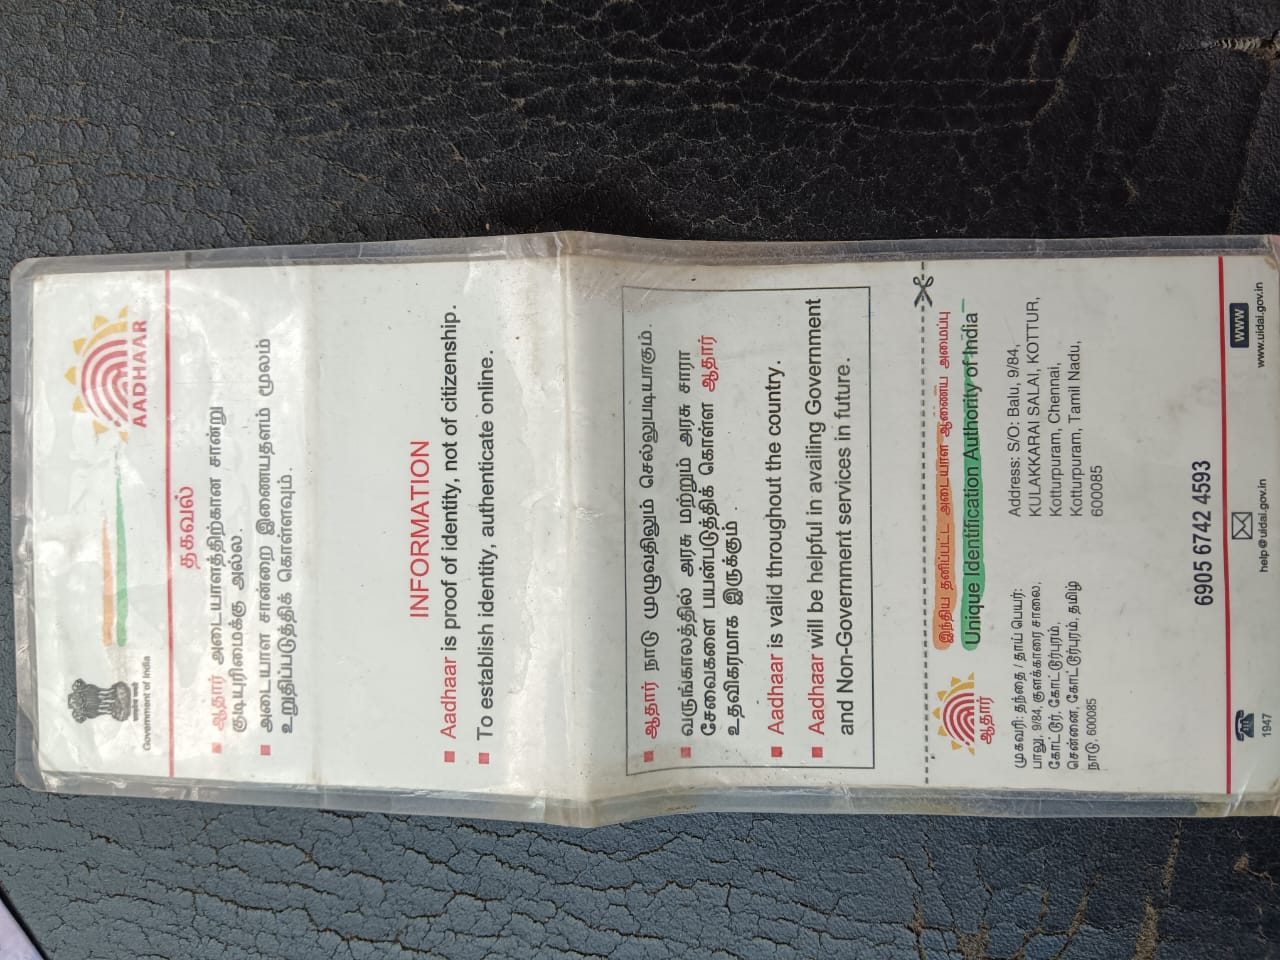 सत्यमेव जयते
Government of India
AADHAAR
தகவல்
ஆதார் அடையாளத்திற்கான சான்று
குடியுரிமைக்கு அல்ல.
அடையாள சான்றை இணையதளம் மூலம்
உறுதிப்படுத்திக் கொள்ளவும்.
INFORMATION
Aadhaar is proof of identity, not of citizenship.
To establish identity, authenticate online.
ஆதார் நாடு முழுவதிலும் செல்லுபடியாகும்.
வருங்காலத்தில் அரசு மற்றும் அரசு சாரா
சேவைகளை பயன்படுத்திக் கொள்ள ஆதார்
உதவிகரமாக இருக்கும்.
Aadhaar is valid throughout the country.
Aadhaar will be helpful in availing Government
and Non-Government services in future.
ஆதார்
இந்திய தனிப்பட்ட அடையாள ஆணைய அமைப்பு
Unique Identification Authority of India
முகவரி: தந்தை / தாய் பெயர்:
பாலு, 9/84, குளக்காரை சாலை,
கோட்டூர், கோட்டூர்புரம்,
சென்னை, கோட்டூர்புரம், தமிழ்
நாடு, 600085
Address: S/O: Balu, 9/84,
KULAKKARAI SALAI, KOTTUR,
Kotturpuram, Chennai,
Kotturpuram, Tamil Nadu,
600085
6905 6742 4593
1947
help@uidai.gov.in
WWW
www.uidai.gov.in